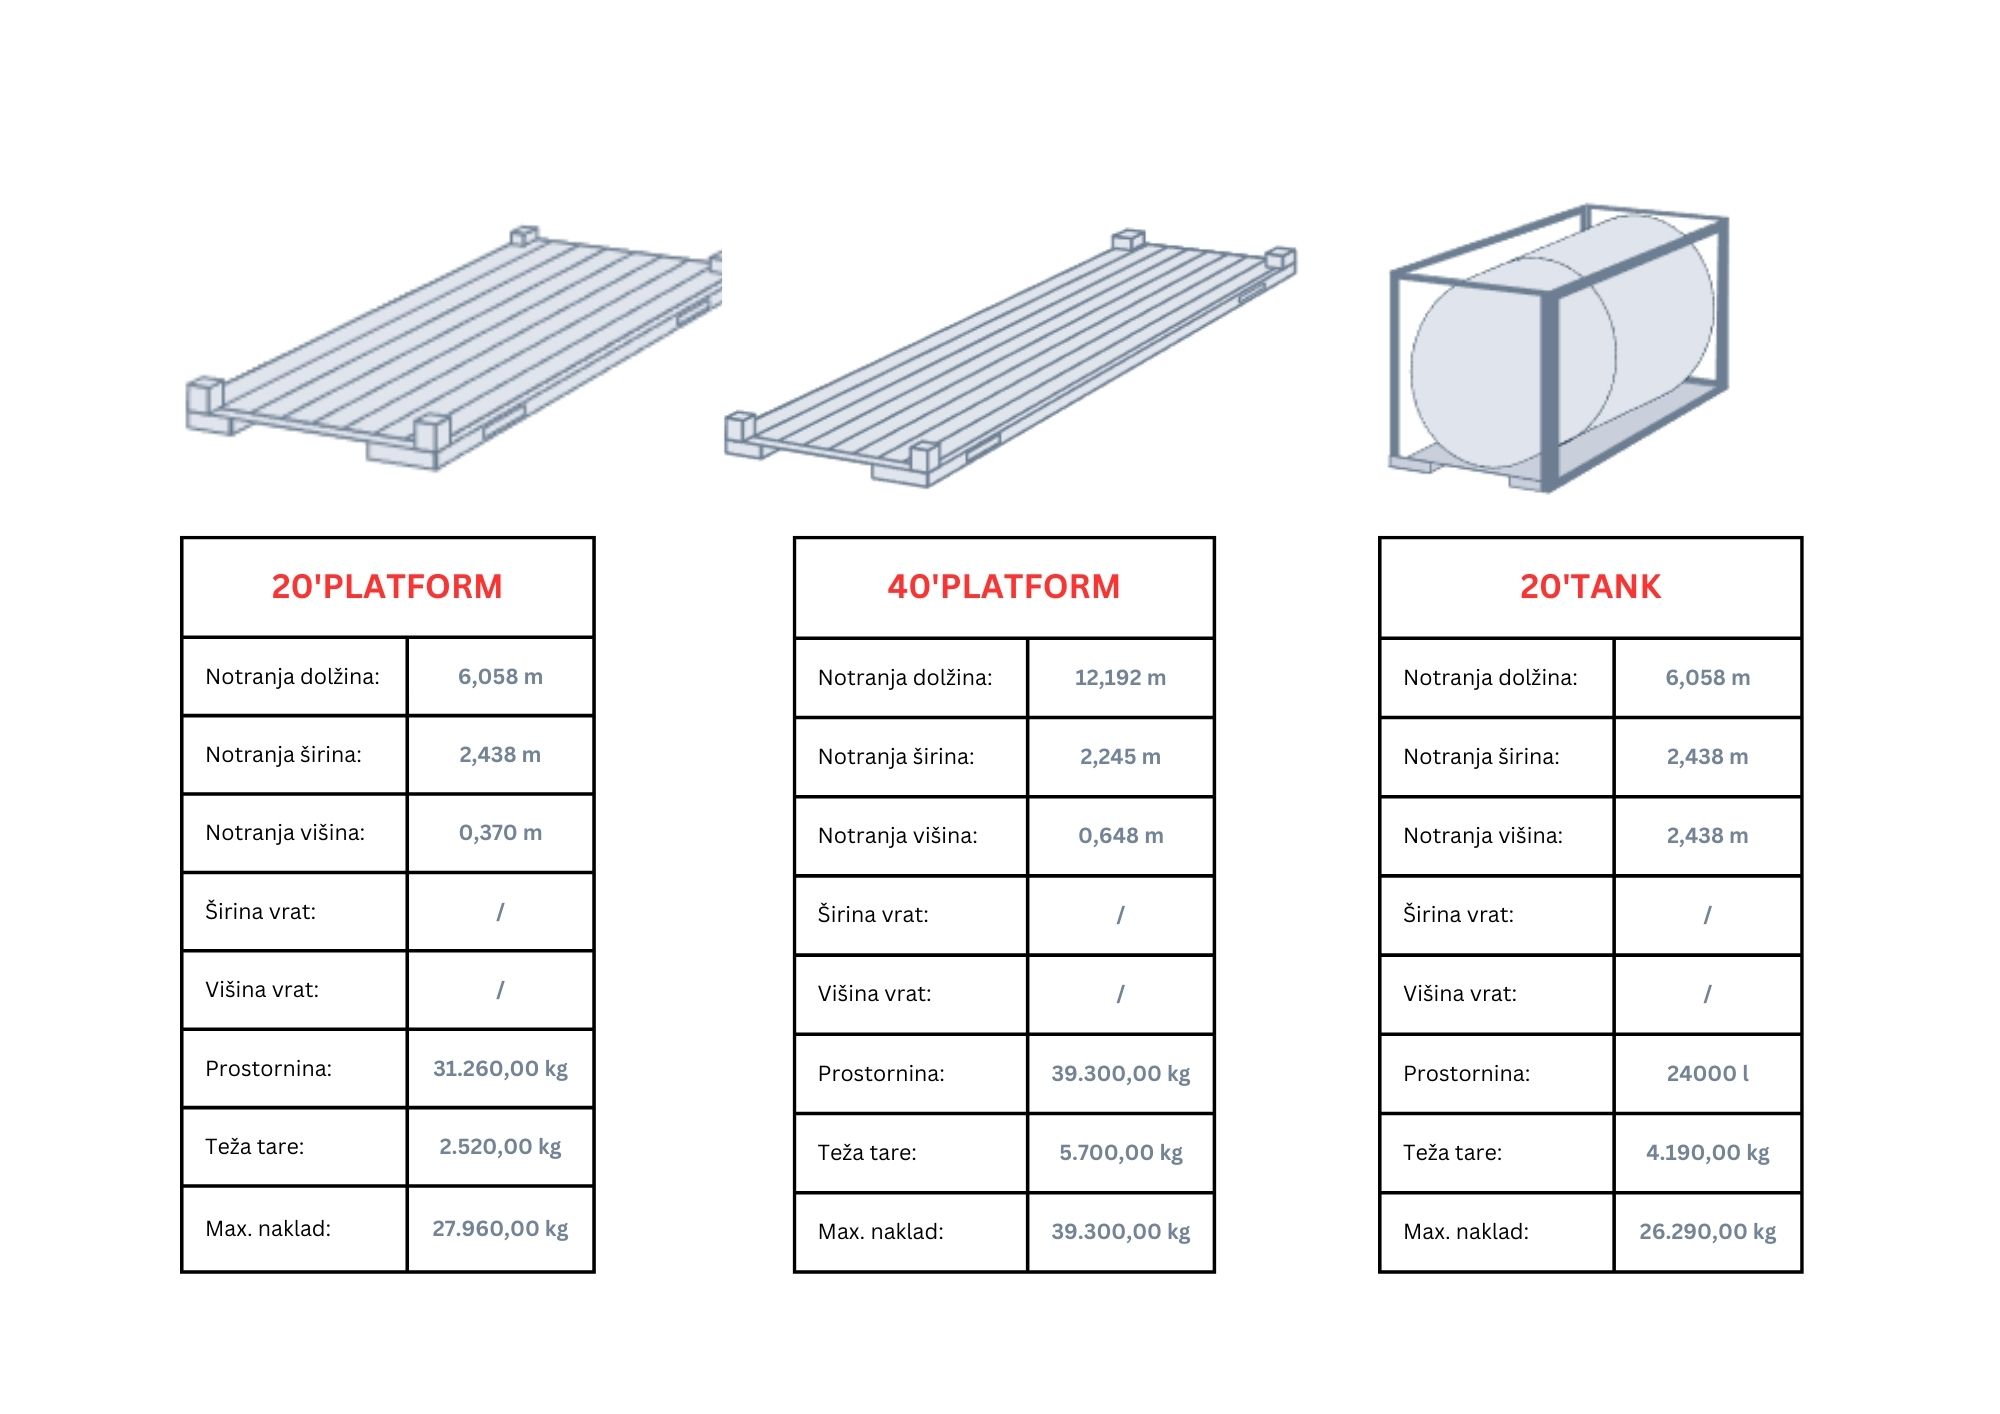 20'PLATFORM
Notranja dolžina: 6,058 m
Notranja širina: 2,438 m
Notranja višina: 0,370 m
Širina vrat: /
Višina vrat: /
Prostornina: 31.260,00 kg
Teža tare: 2.520,00 kg
Max. naklad: 27.960,00 kg
40'PLATFORM
Notranja dolžina: 12,192 m
Notranja širina: 2,245 m
Notranja višina: 0,648 m
Širina vrat: /
Višina vrat: /
Prostornina: 39.300,00 kg
Teža tare: 5.700,00 kg
Max. naklad: 39.300,00 kg
20'TANK
Notranja dolžina: 6,058 m
Notranja širina: 2,438 m
Notranja višina: 2,438 m
Širina vrat: /
Višina vrat: /
Prostornina: 24000 l
Teža tare: 4.190,00 kg
Max. naklad: 26.290,00 kg